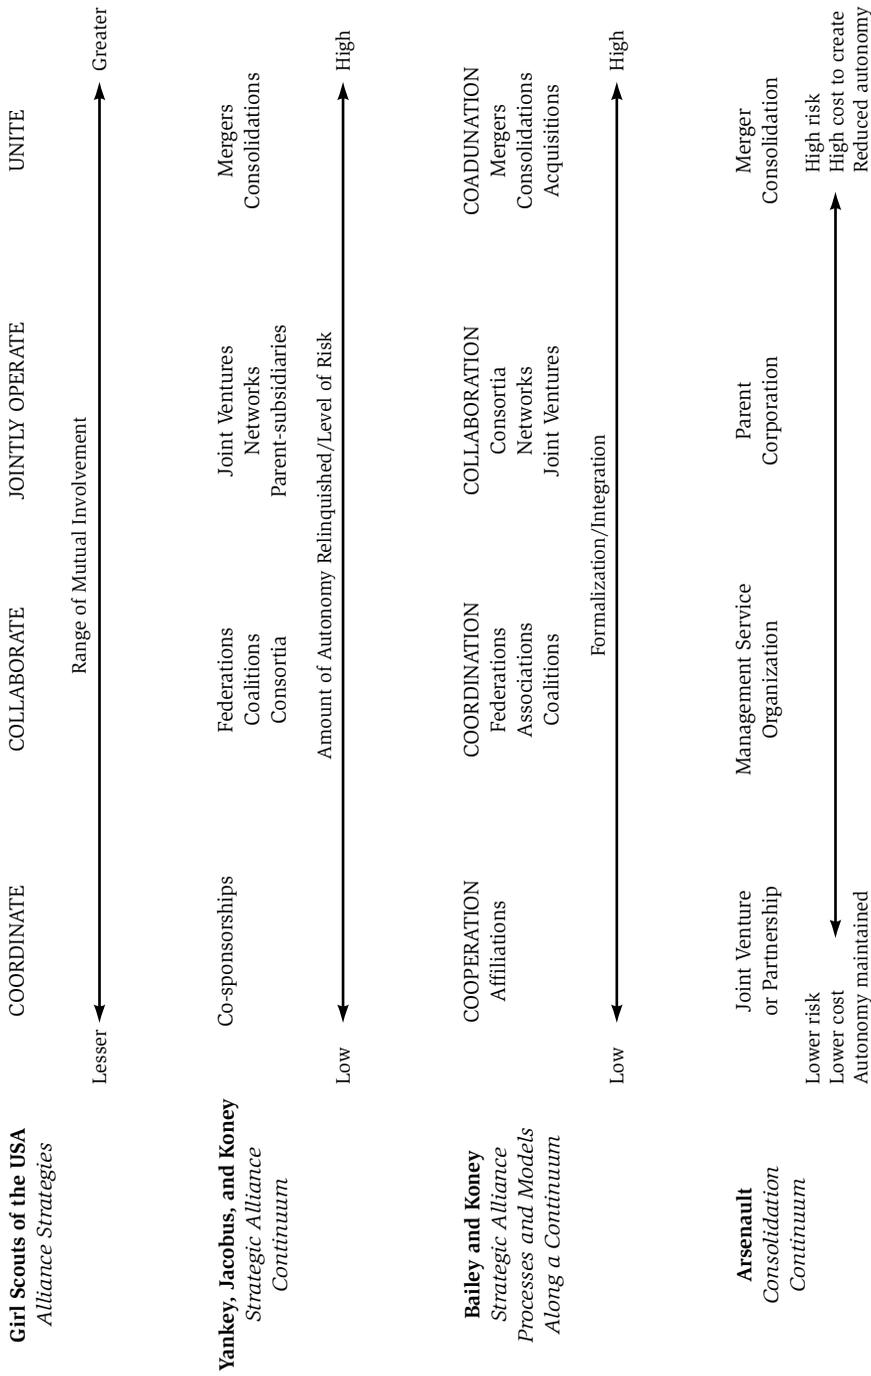 Girl Scouts of the USA
Alliance Strategies
COORDINATE
COLLABORATE
JOINTLY OPERATE
UNITE
Range of Mutual Involvement
Lesser
Greater
Yankey, Jacobus, and Koney
Strategic Alliance
Continuum
Co-sponsorships
Federations
Coalitions
Consortia
Joint Ventures
Networks
Parent-subsidiaries
Mergers
Consolidations
Amount of Autonomy Relinquished/Level of Risk
Low
High
Bailey and Koney
Strategic Alliance
Processes and Models
Along a Continuum
COOPERATION
Affiliations
COORDINATION
Federations
Associations
Coalitions
COLLABORATION
Consortia
Networks
Joint Ventures
COADUNATION
Mergers
Consolidations
Acquisitions
Formalization/Integration
Low
High
Arsenault
Consolidation
Continuum
Joint Venture
or Partnership
Management Service
Organization
Parent
Corporation
Merger
Consolidation
Lower risk
Lower cost
Autonomy maintained
High risk
High cost to create
Reduced autonomy